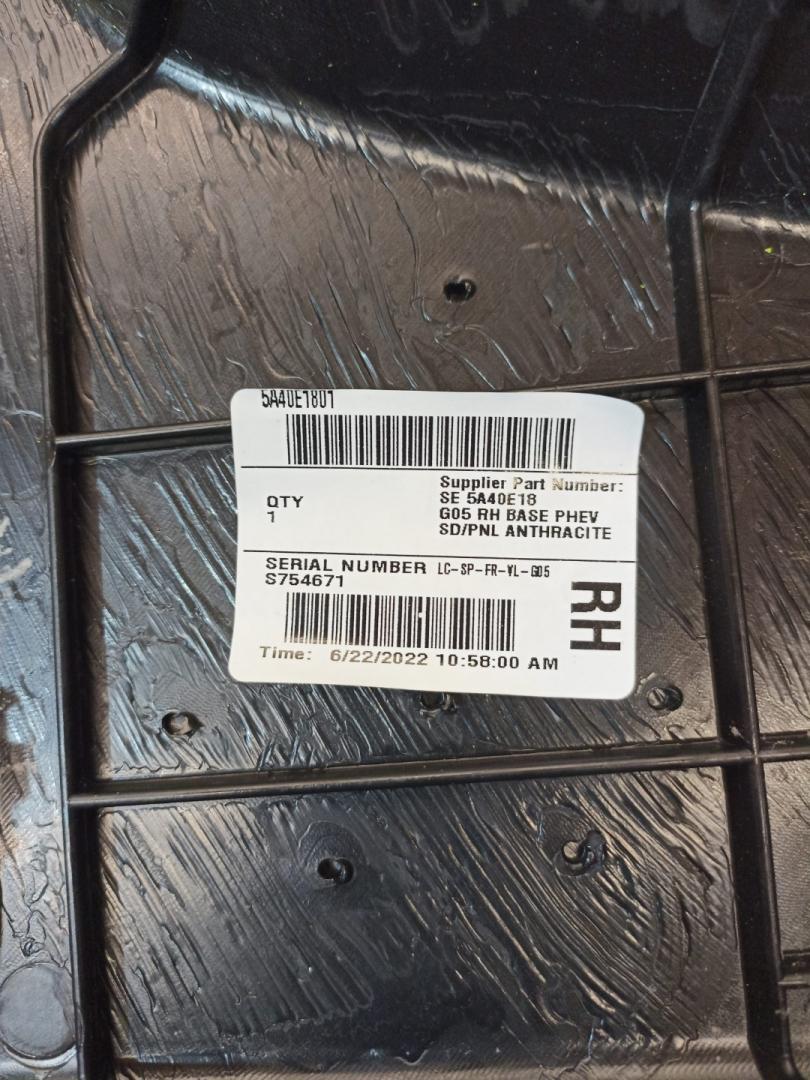 5A40E1801
Supplier Part Number:
QTY
1
SE 5A40E18
G05 RH BASE PHEV
SD/PNL ANTHRACITE
SERIAL NUMBER LC-SP-FR-VL-G05
S754671
RH
Time: 6/22/2022 10:58:00 AM